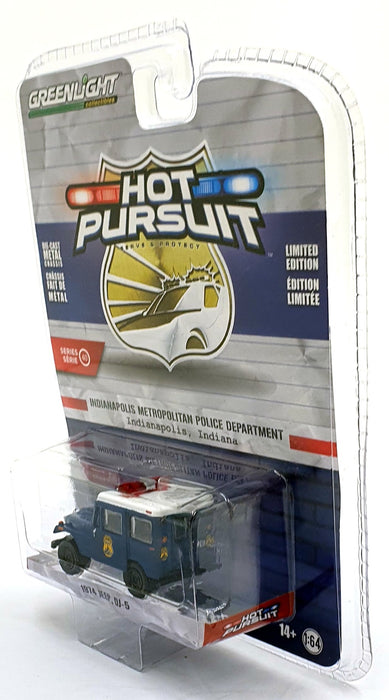 GREENLiGHT
collectibles
HOT
PURSUIT
SERVE & PROTECT
DIE-CAST
METAL
CHASSIS
CHÂSSIS
FAIT DE
MÉTAL
LIMITED
EDITION
ÉDITION
LIMITÉE
SERIES
SÉRIE
INDIANAPOLIS METROPOLITAN POLICE DEPARTMENT
Indianapolis, Indiana
1974 JEEP DJ-5
HOT
PURSUIT
14+
1:64